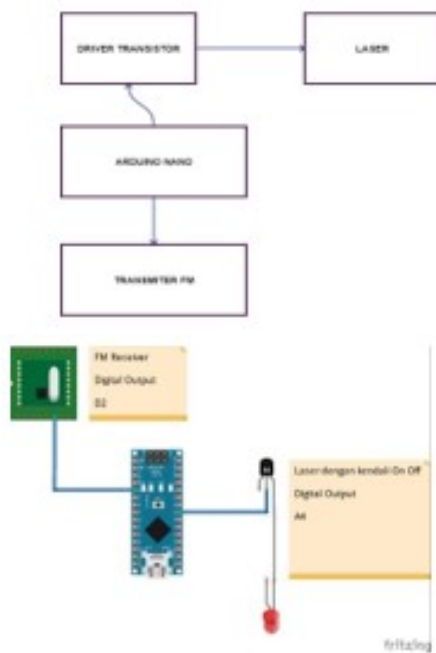 DRIVER TRANSISTOR
LASER
ARDUINO NANO
TRANSMITER FM
FM Receiver
Digital Output
D2
Laser dengan kendali On Off
Digital Output
A4
fritzing